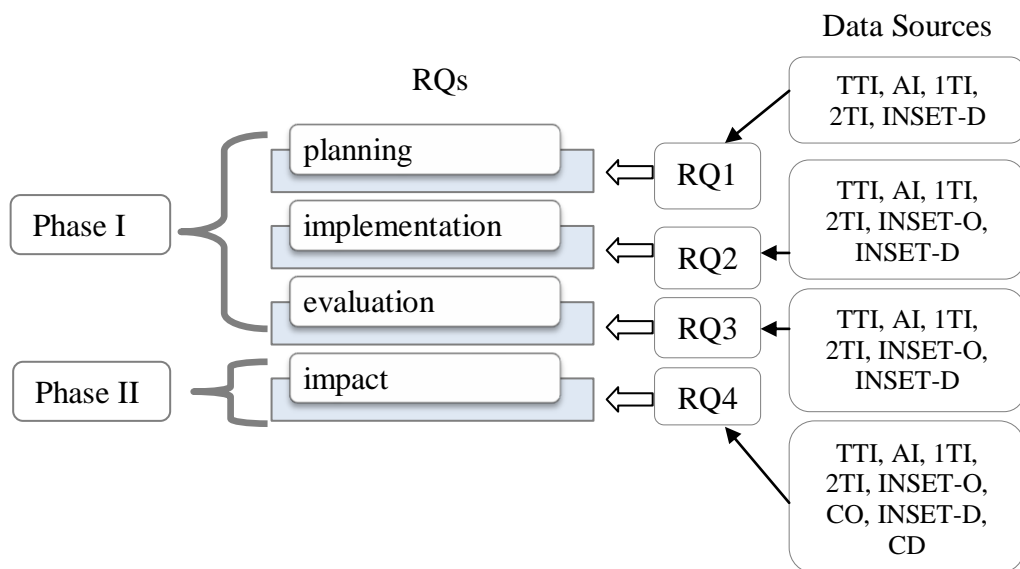 Data Sources
RQs
TTI, AI, 1TI,
2TI, INSET-D
planning
RQ1
Phase I
implementation
RQ2
TTI, AI, 1TI,
2TI, INSET-O,
INSET-D
evaluation
RQ3
TTI, AI, 1TI,
2TI, INSET-O,
INSET-D
Phase II
impact
RQ4
TTI, AI, 1TI,
2TI, INSET-O,
CO, INSET-D,
CD